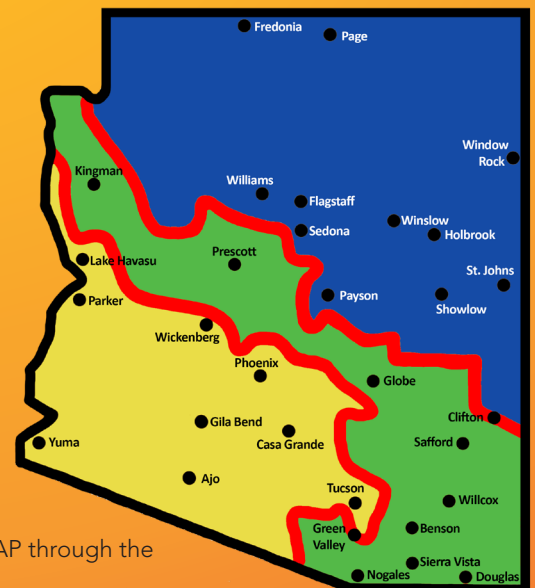 Fredonia
Page
Window
Rock
Kingman
Williams
Flagstaff
Winslow
Sedona
Holbrook
Prescott
Lake Havasu
St. Johns
Parker
Payson
Showlow
Wickenberg
Phoenix
Globe
Clifton
Gila Bend
Casa Grande
Safford
Yuma
Ajo
Tucson
Willcox
Green
Valley
Benson
AP through the
Sierra Vista
Nogales
Douglas